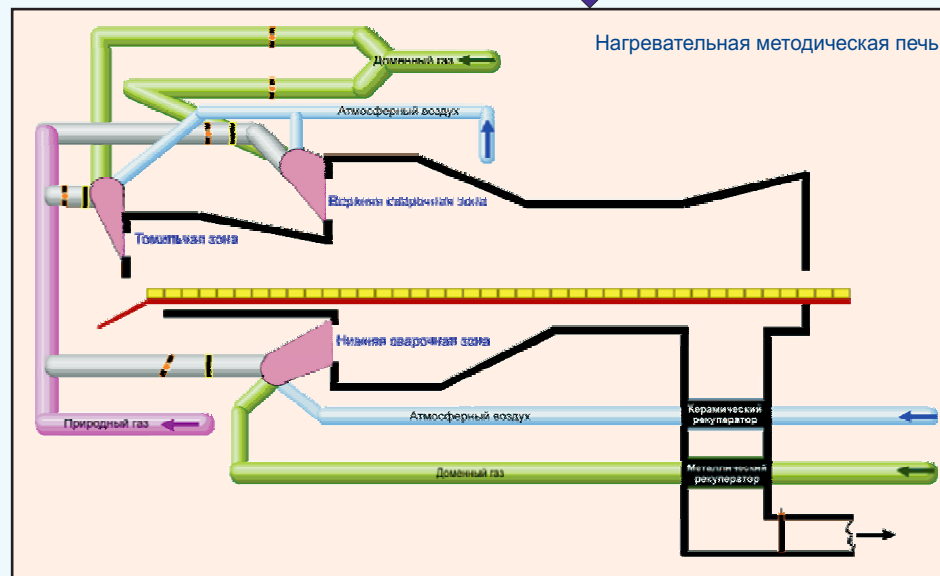 Нагревательная методическая печь
Доменный газ
Атмосферный воздух
Верхняя сварочная зона
Томильная зона
Нижняя сварочная зона
Керамический
рекуператор
Атмосферный воздух
Природный газ
Металлический
рекуператор
Доменный газ